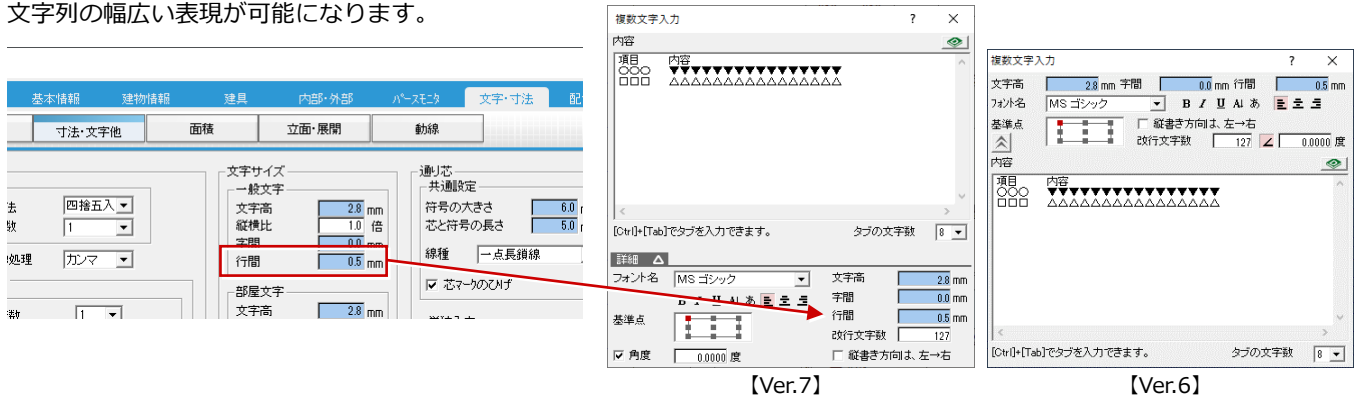 文字列の幅広い表現が可能になります。
基本情報 建物情報 建具 内部・外部 パースモニタ 文字・寸法
寸法・文字他 面積 立面・展開 動線
四捨五入
1
カンマ
1
文字サイズ
一般文字
文字高 2.8 mm
縦横比 1.0 倍
字間 0.0 mm
行間 0.5 mm
部屋文字
文字高 2.8 mm
通り芯
共通設定
符号の大きさ 6.0
芯と符号の長さ 5.0
線種 一点長鎖線
芯マークのひげ
複数文字入力 ? ×
内容
項目 内容
○○○ ▼▼▼▼▼▼▼▼▼▼▼▼▼▼▼▼
□□□ △△△△△△△△△△△△△△△△
[Ctrl]+[Tab]でタブを入力できます。 タブの文字数 8
詳細 △
フォント名 MS ゴシック 文字高 2.8 mm
B I U AI あ 字間 0.0 mm
基準点 行間 0.5 mm
改行文字数 127
角度 0.0000 度 縦書き方向は、左→右
【Ver.7】
複数文字入力 ? ×
文字高 2.8 mm 字間 0.0 mm 行間 0.5 mm
フォント名 MS ゴシック B I U AI あ
基準点 縦書き方向は、左→右
改行文字数 127 0.0000 度
内容
項目 内容
○○○ ▼▼▼▼▼▼▼▼▼▼▼▼▼▼▼▼
□□□ △△△△△△△△△△△△△△△△
[Ctrl]+[Tab]でタブを入力できます。 タブの文字数 8
【Ver.6】